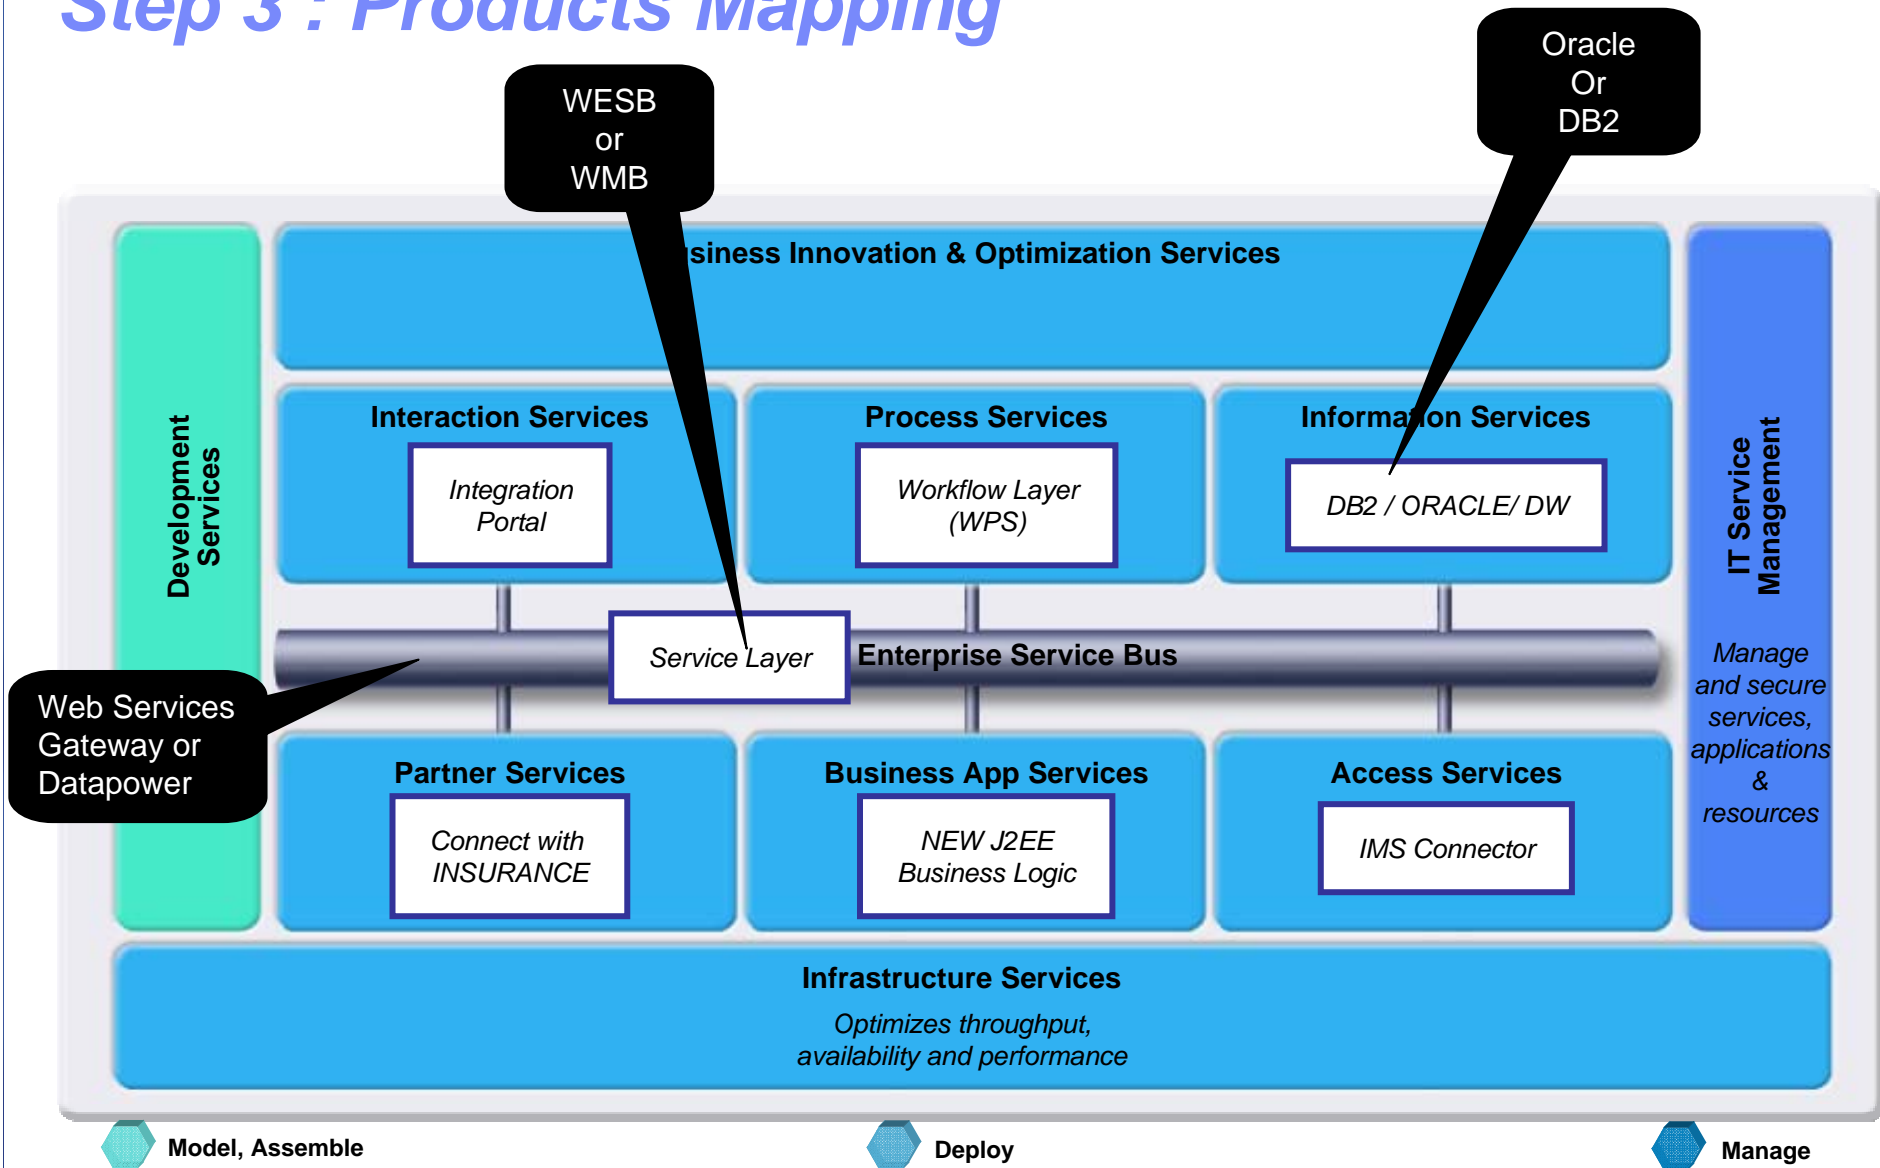 Step 3 : Products Mapping
WESB
or
WMB
Oracle
Or
DB2
siness Innovation & Optimization Services
Development
Services
Interaction Services
Integration
Portal
Process Services
Workflow Layer
(WPS)
Information Services
DB2 / ORACLE/ DW
IT Service
Management
Manage
and secure
services,
applications
&
resources
Service Layer
Enterprise Service Bus
Web Services
Gateway or
Datapower
Partner Services
Connect with
INSURANCE
Business App Services
NEW J2EE
Business Logic
Access Services
IMS Connector
Infrastructure Services
Optimizes throughput,
availability and performance
Model, Assemble
Deploy
Manage